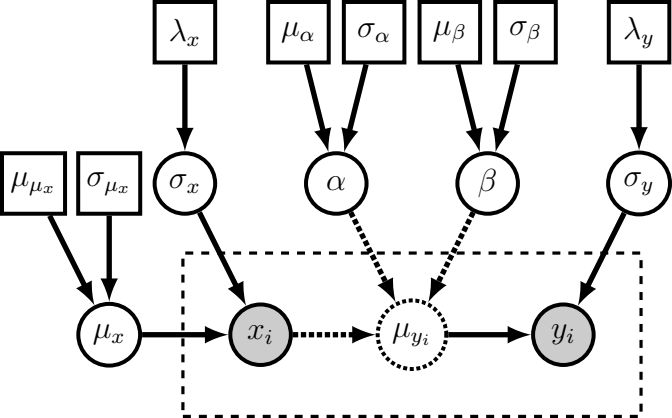 λ_x μ_α σ_α μ_β σ_β λ_y
μ_{μ_x} σ_{μ_x} σ_x α β σ_y
μ_x x_i μ_{y_i} y_i